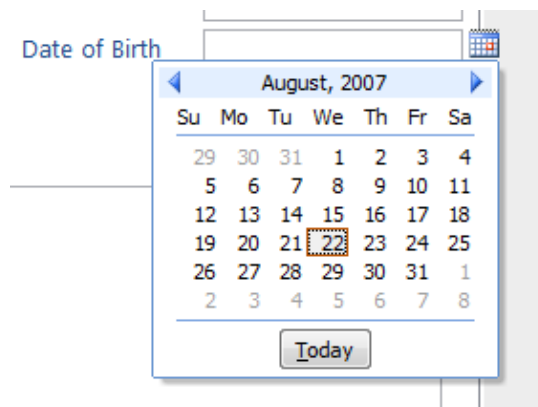 Date of Birth
August, 2007
Su Mo Tu We Th Fr Sa
29 30 31 1 2 3 4
5 6 7 8 9 10 11
12 13 14 15 16 17 18
19 20 21 22 23 24 25
26 27 28 29 30 31 1
2 3 4 5 6 7 8
Today